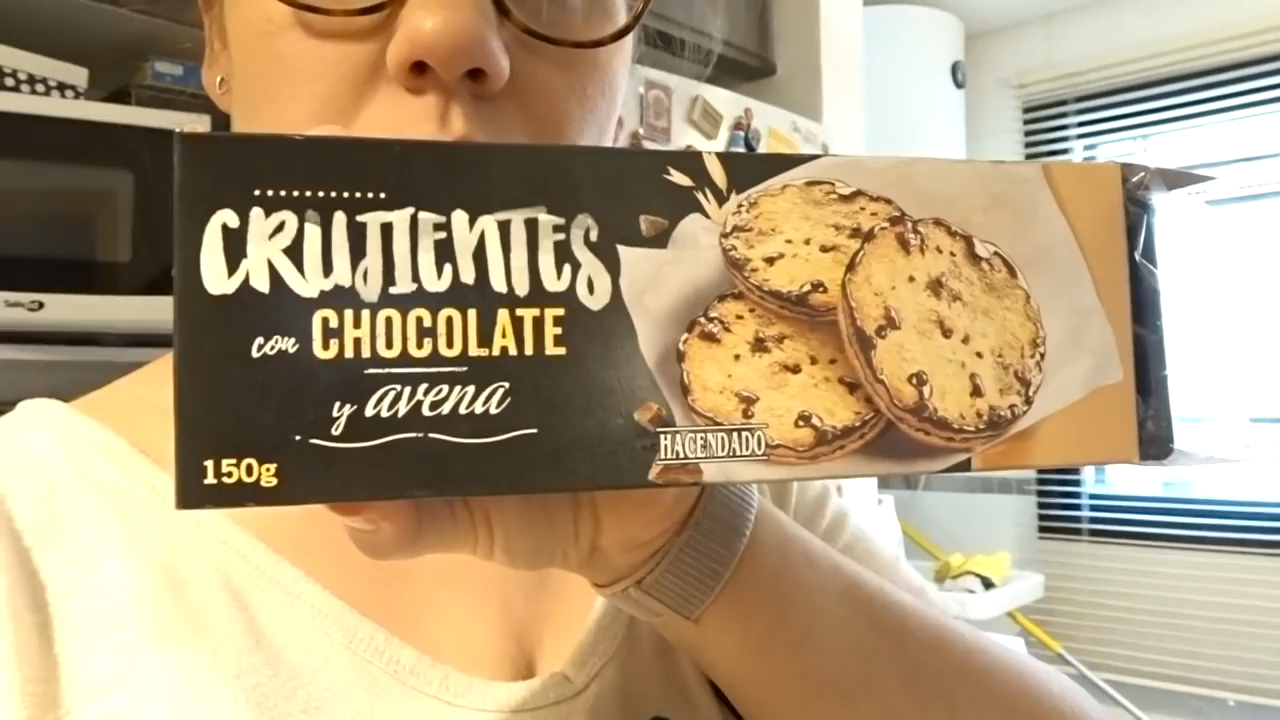 CRUJIENTES
con CHOCOLATE
y avena
HACENDADO
150g